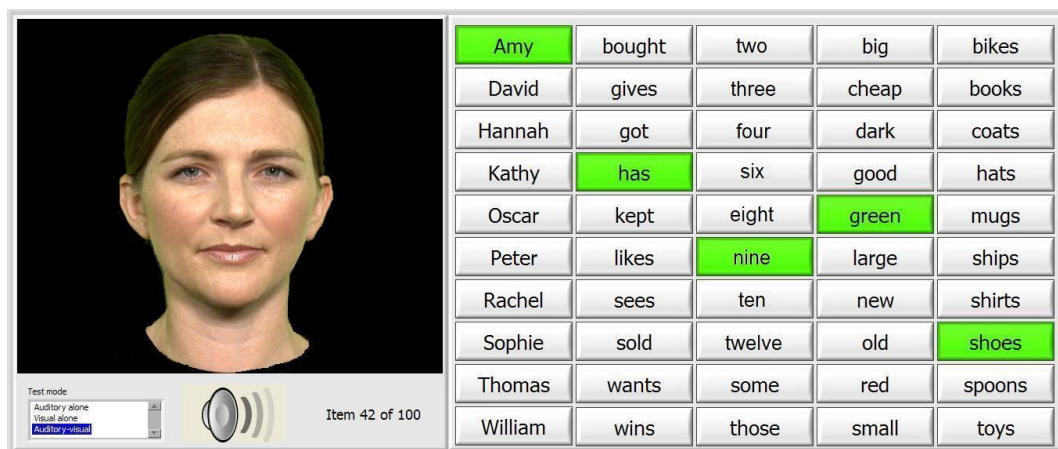 Amy bought two big bikes
David gives three cheap books
Hannah got four dark coats
Kathy has six good hats
Oscar kept eight green mugs
Peter likes nine large ships
Rachel sees ten new shirts
Sophie sold twelve old shoes
Thomas wants some red spoons
William wins those small toys
Test mode
Auditory alone
Visual alone
Auditory-visual
Item 42 of 100